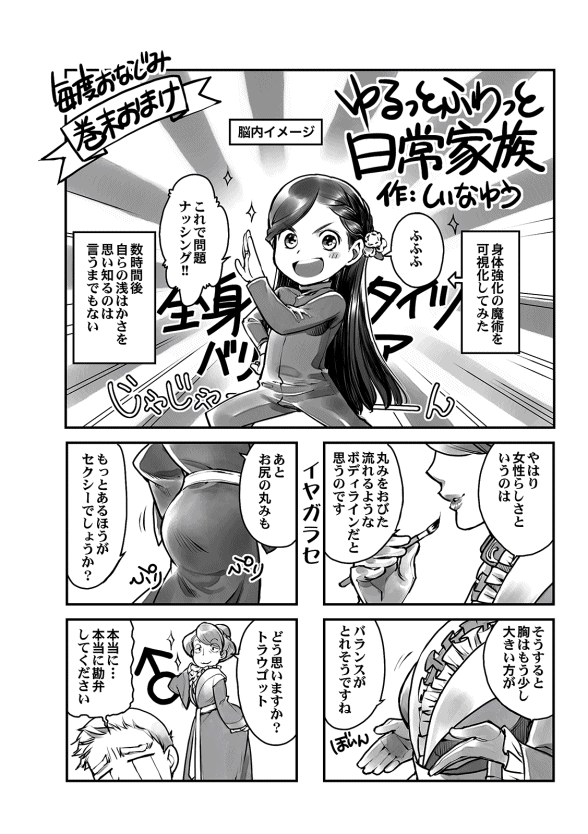 毎度おなじみ
巻末おまけ
ゆるっとふわっと
日常家族
作：しいなゆう
脳内イメージ
身体強化の魔術を
可視化してみた
ふふふ
これで問題
ナッシング!!
全身タイツ
バリア
じゃじゃーん
数時間後
自らの浅はかさを
思い知るのは
言うまでもない
イヤガラセ
やはり
女性らしさと
いうのは
丸みをおびた
流れるような
ボディラインだと
思うのです
そうすると
胸はもう少し
大きい方が
バランスが
とれそうですね
ぼいん
あと
お尻の丸みも
もっとあるほうが
セクシーでしょうか？
ぷりっ
ぷりっ
どう思いますか？
トラウゴット
♂
本当に…
本当に勘弁
してください